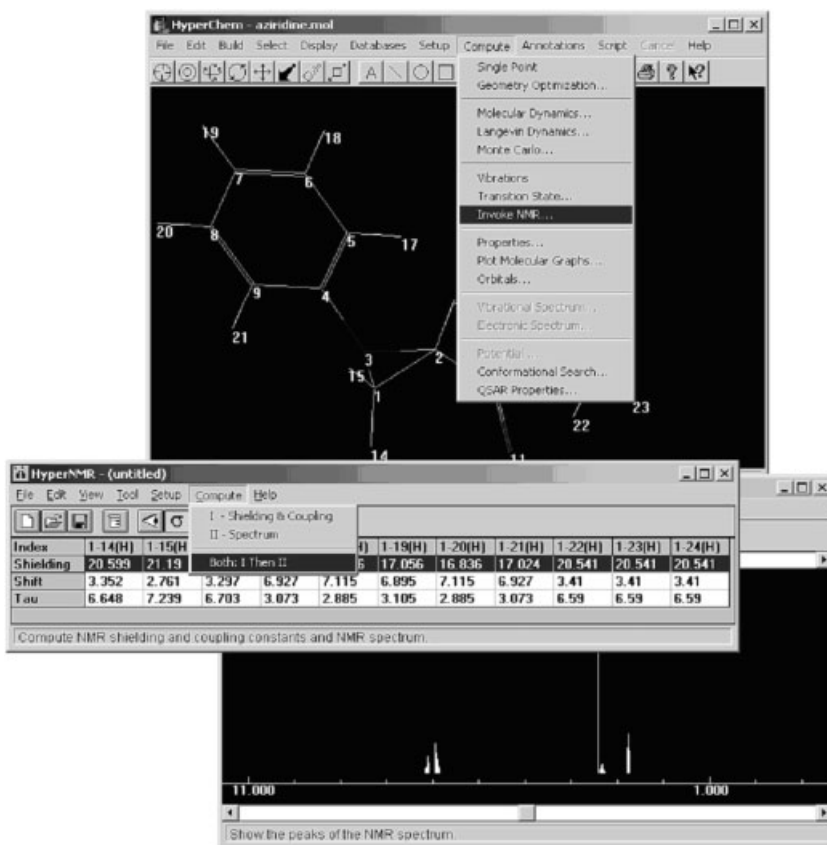 HyperChem - aziridine.mol
File Edit Build Select Display Databases Setup Compute Annotations Script Cancel Help
A
Single Point
Geometry Optimization...
Molecular Dynamics...
Langevin Dynamics...
Monte Carlo...
Vibrations
Transition State...
Invoke NMR...
Properties...
Plot Molecular Graphs...
Orbitals...
Vibrational Spectrum...
Electronic Spectrum...
Potential...
Conformational Search...
QSAR Properties...
19
18
7
6
20
8
5
17
9
4
21
3
2
15
1
14
11
22
23
HyperNMR - (untitled)
File Edit View Tool Setup Compute Help
σ
I - Shielding & Coupling
II - Spectrum
Both: I Then II
Index 1-14(H) 1-15(H 1-19(H) 1-20(H) 1-21(H) 1-22(H) 1-23(H) 1-24(H)
Shielding 20.599 21.19 17.056 16.836 17.024 20.541 20.541 20.541
Shift 3.352 2.761 3.297 6.927 7.115 6.895 7.115 6.927 3.41 3.41 3.41
Tau 6.648 7.239 6.703 3.073 2.885 3.105 2.885 3.073 6.59 6.59 6.59
Compute NMR shielding and coupling constants and NMR spectrum.
11.000 1.000
Show the peaks of the NMR spectrum.